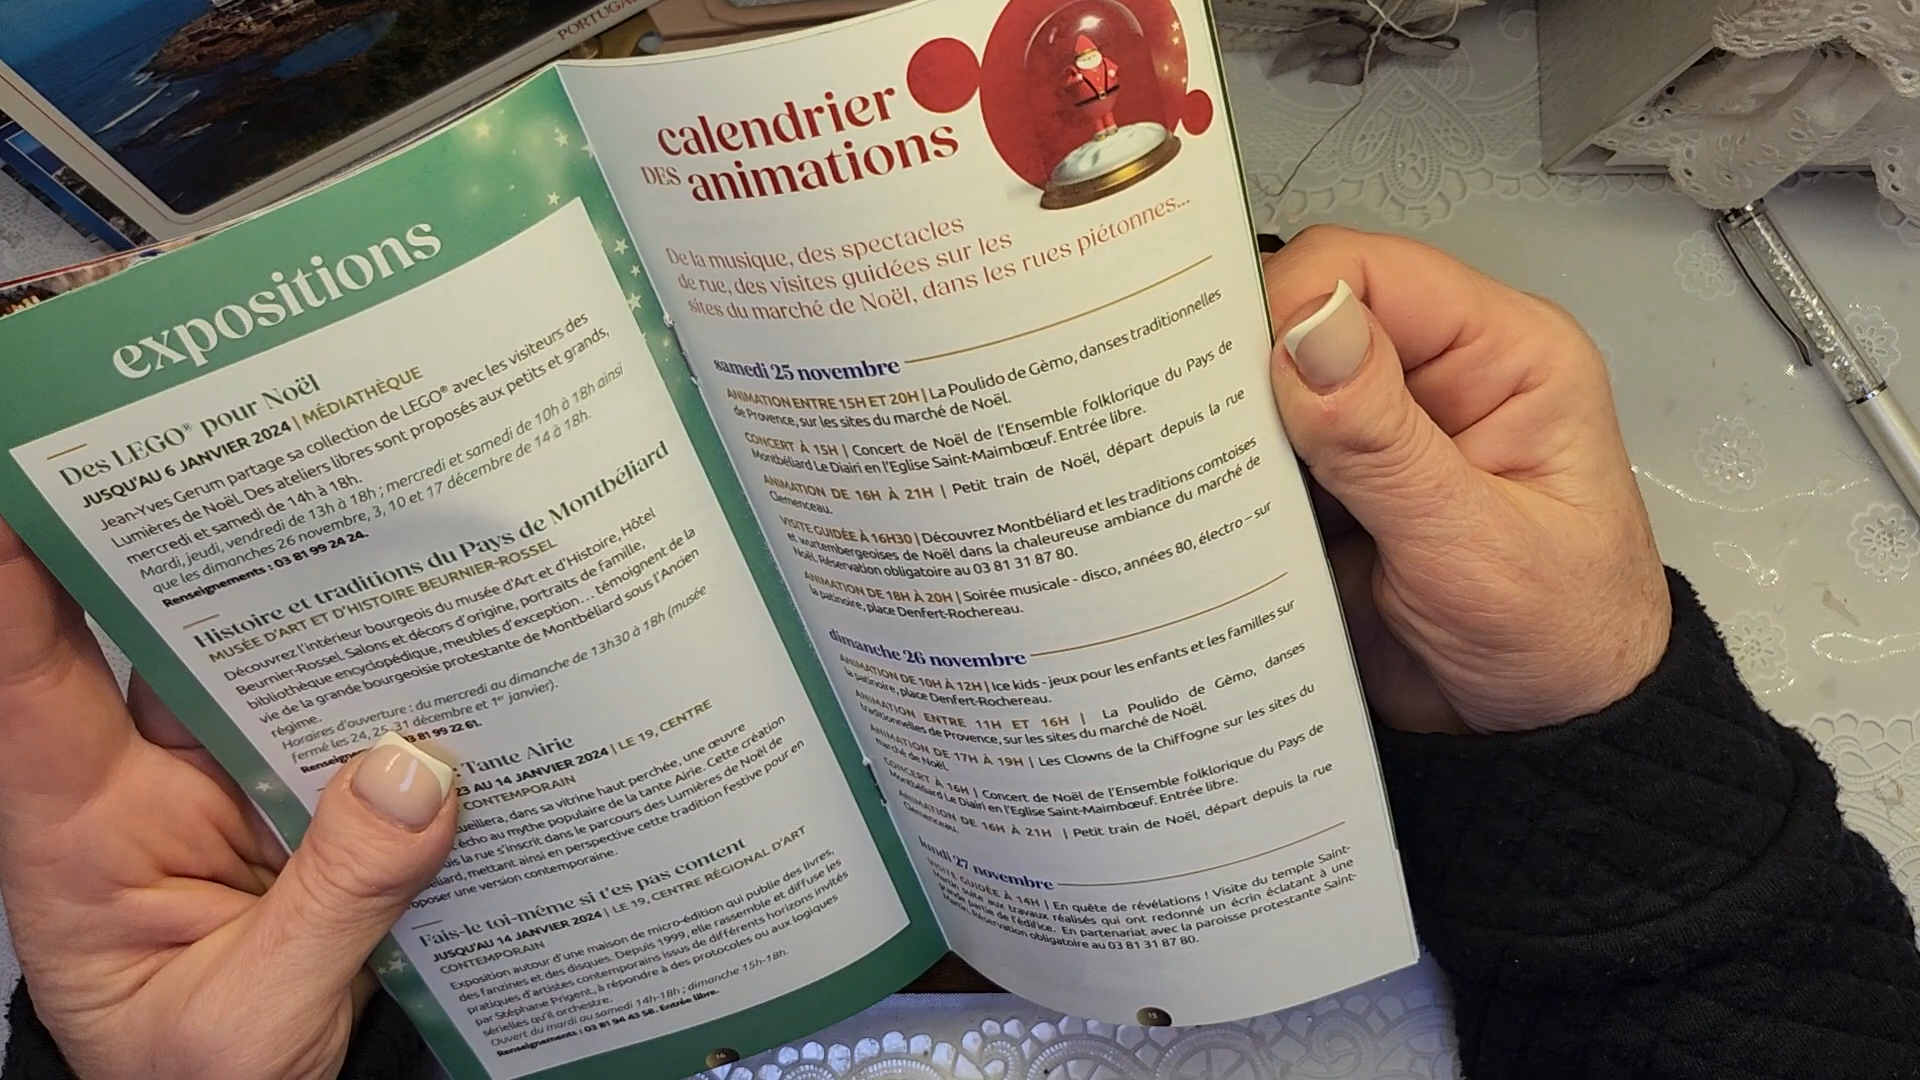 PORTUGAL
expositions
Des LEGO® pour Noël
JUSQU'AU 6 JANVIER 2024 | MÉDIATHÈQUE
Jean-Yves Gerum partage sa collection de LEGO® avec les visiteurs des
Lumières de Noël. Des ateliers libres sont proposés aux petits et grands,
mercredi et samedi de 14h à 18h.
Mardi, jeudi, vendredi de 13h à 18h ; mercredi et samedi de 10h à 18h ainsi
que les dimanches 26 novembre, 3, 10 et 17 décembre de 14 à 18h.
Renseignements : 03 81 99 24 24.
Histoire et traditions du Pays de Montbéliard
MUSÉE D'ART ET D'HISTOIRE BEURNIER-ROSSEL
Découvrez l'intérieur bourgeois du musée d'Art et d'Histoire, Hôtel
Beurnier-Rossel. Salons et décors d'origine, portraits de famille,
bibliothèque encyclopédique, meubles d'exception... témoignent de la
vie de la grande bourgeoisie protestante de Montbéliard sous l'Ancien
régime.
Horaires d'ouverture : du mercredi au dimanche de 13h30 à 18h (musée
fermé les 24, 25, 31 décembre et 1er janvier).
Renseigne 81 99 22 61.
Tante Airie
23 AU 14 JANVIER 2024 | LE 19, CENTRE
CONTEMPORAIN
ueillera, dans sa vitrine haut perchée, une œuvre
écho au mythe populaire de la tante Airie. Cette création
is la rue s'inscrit dans le parcours des Lumières de Noël de
éliard, mettant ainsi en perspective cette tradition festive pour en
oposer une version contemporaine.
Fais-le toi-même si t'es pas content
JUSQU'AU 14 JANVIER 2024 | LE 19, CENTRE RÉGIONAL D'ART
CONTEMPORAIN
Exposition autour d'une maison de micro-édition qui publie des livres,
des fanzines et des disques. Depuis 1999, elle rassemble et diffuse les
pratiques d'artistes contemporains issus de différents horizons invités
par Stéphane Prigent, à répondre à des protocoles ou aux logiques
sérielles qu'il orchestre.
Ouvert du mardi au samedi 14h-18h ; dimanche 15h-18h.
Renseignements : 03 81 94 43 58. Entrée libre.
14
calendrier
DES animations
De la musique, des spectacles
de rue, des visites guidées sur les
sites du marché de Noël, dans les rues piétonnes...
samedi 25 novembre
ANIMATION ENTRE 15H ET 20H | La Poulido de Gèmo, danses traditionnelles
de Provence, sur les sites du marché de Noël.
CONCERT À 15H | Concert de Noël de l'Ensemble folklorique du Pays de
Montbéliard Le Diairi en l'Eglise Saint-Maimbœuf. Entrée libre.
ANIMATION DE 16H À 21H | Petit train de Noël, départ depuis la rue
Clemenceau.
VISITE GUIDÉE À 16H30 | Découvrez Montbéliard et les traditions comtoises
et wurtembergeoises de Noël dans la chaleureuse ambiance du marché de
Noël. Réservation obligatoire au 03 81 31 87 80.
ANIMATION DE 18H À 20H | Soirée musicale - disco, années 80, électro – sur
la patinoire, place Denfert-Rochereau.
dimanche 26 novembre
ANIMATION DE 10H À 12H | Ice kids - jeux pour les enfants et les familles sur
la patinoire, place Denfert-Rochereau.
ANIMATION ENTRE 11H ET 16H | La Poulido de Gèmo, danses
traditionnelles de Provence, sur les sites du marché de Noël.
ANIMATION DE 17H À 19H | Les Clowns de la Chiffogne sur les sites du
marché de Noël.
CONCERT À 16H | Concert de Noël de l'Ensemble folklorique du Pays de
Montbéliard Le Diairi en l'Eglise Saint-Maimbœuf. Entrée libre.
ANIMATION DE 16H À 21H | Petit train de Noël, départ depuis la rue
Clemenceau.
lundi 27 novembre
VISITE GUIDÉE À 14H | En quête de révélations ! Visite du temple Saint-
Martin suite aux travaux réalisés qui ont redonné un écrin éclatant à une
grande partie de l'édifice. En partenariat avec la paroisse protestante Saint-
Martin. Réservation obligatoire au 03 81 31 87 80.
15